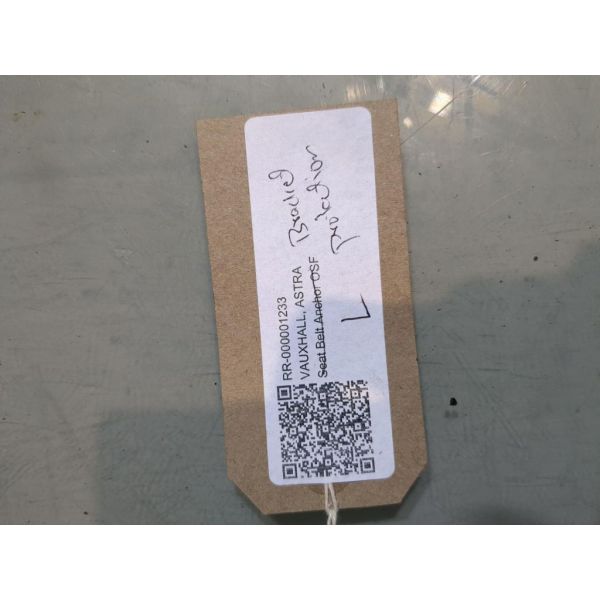 RR-000001233
VAUXHALL, ASTRA
Seat Belt Anchor OSF
Bracket
protection
L